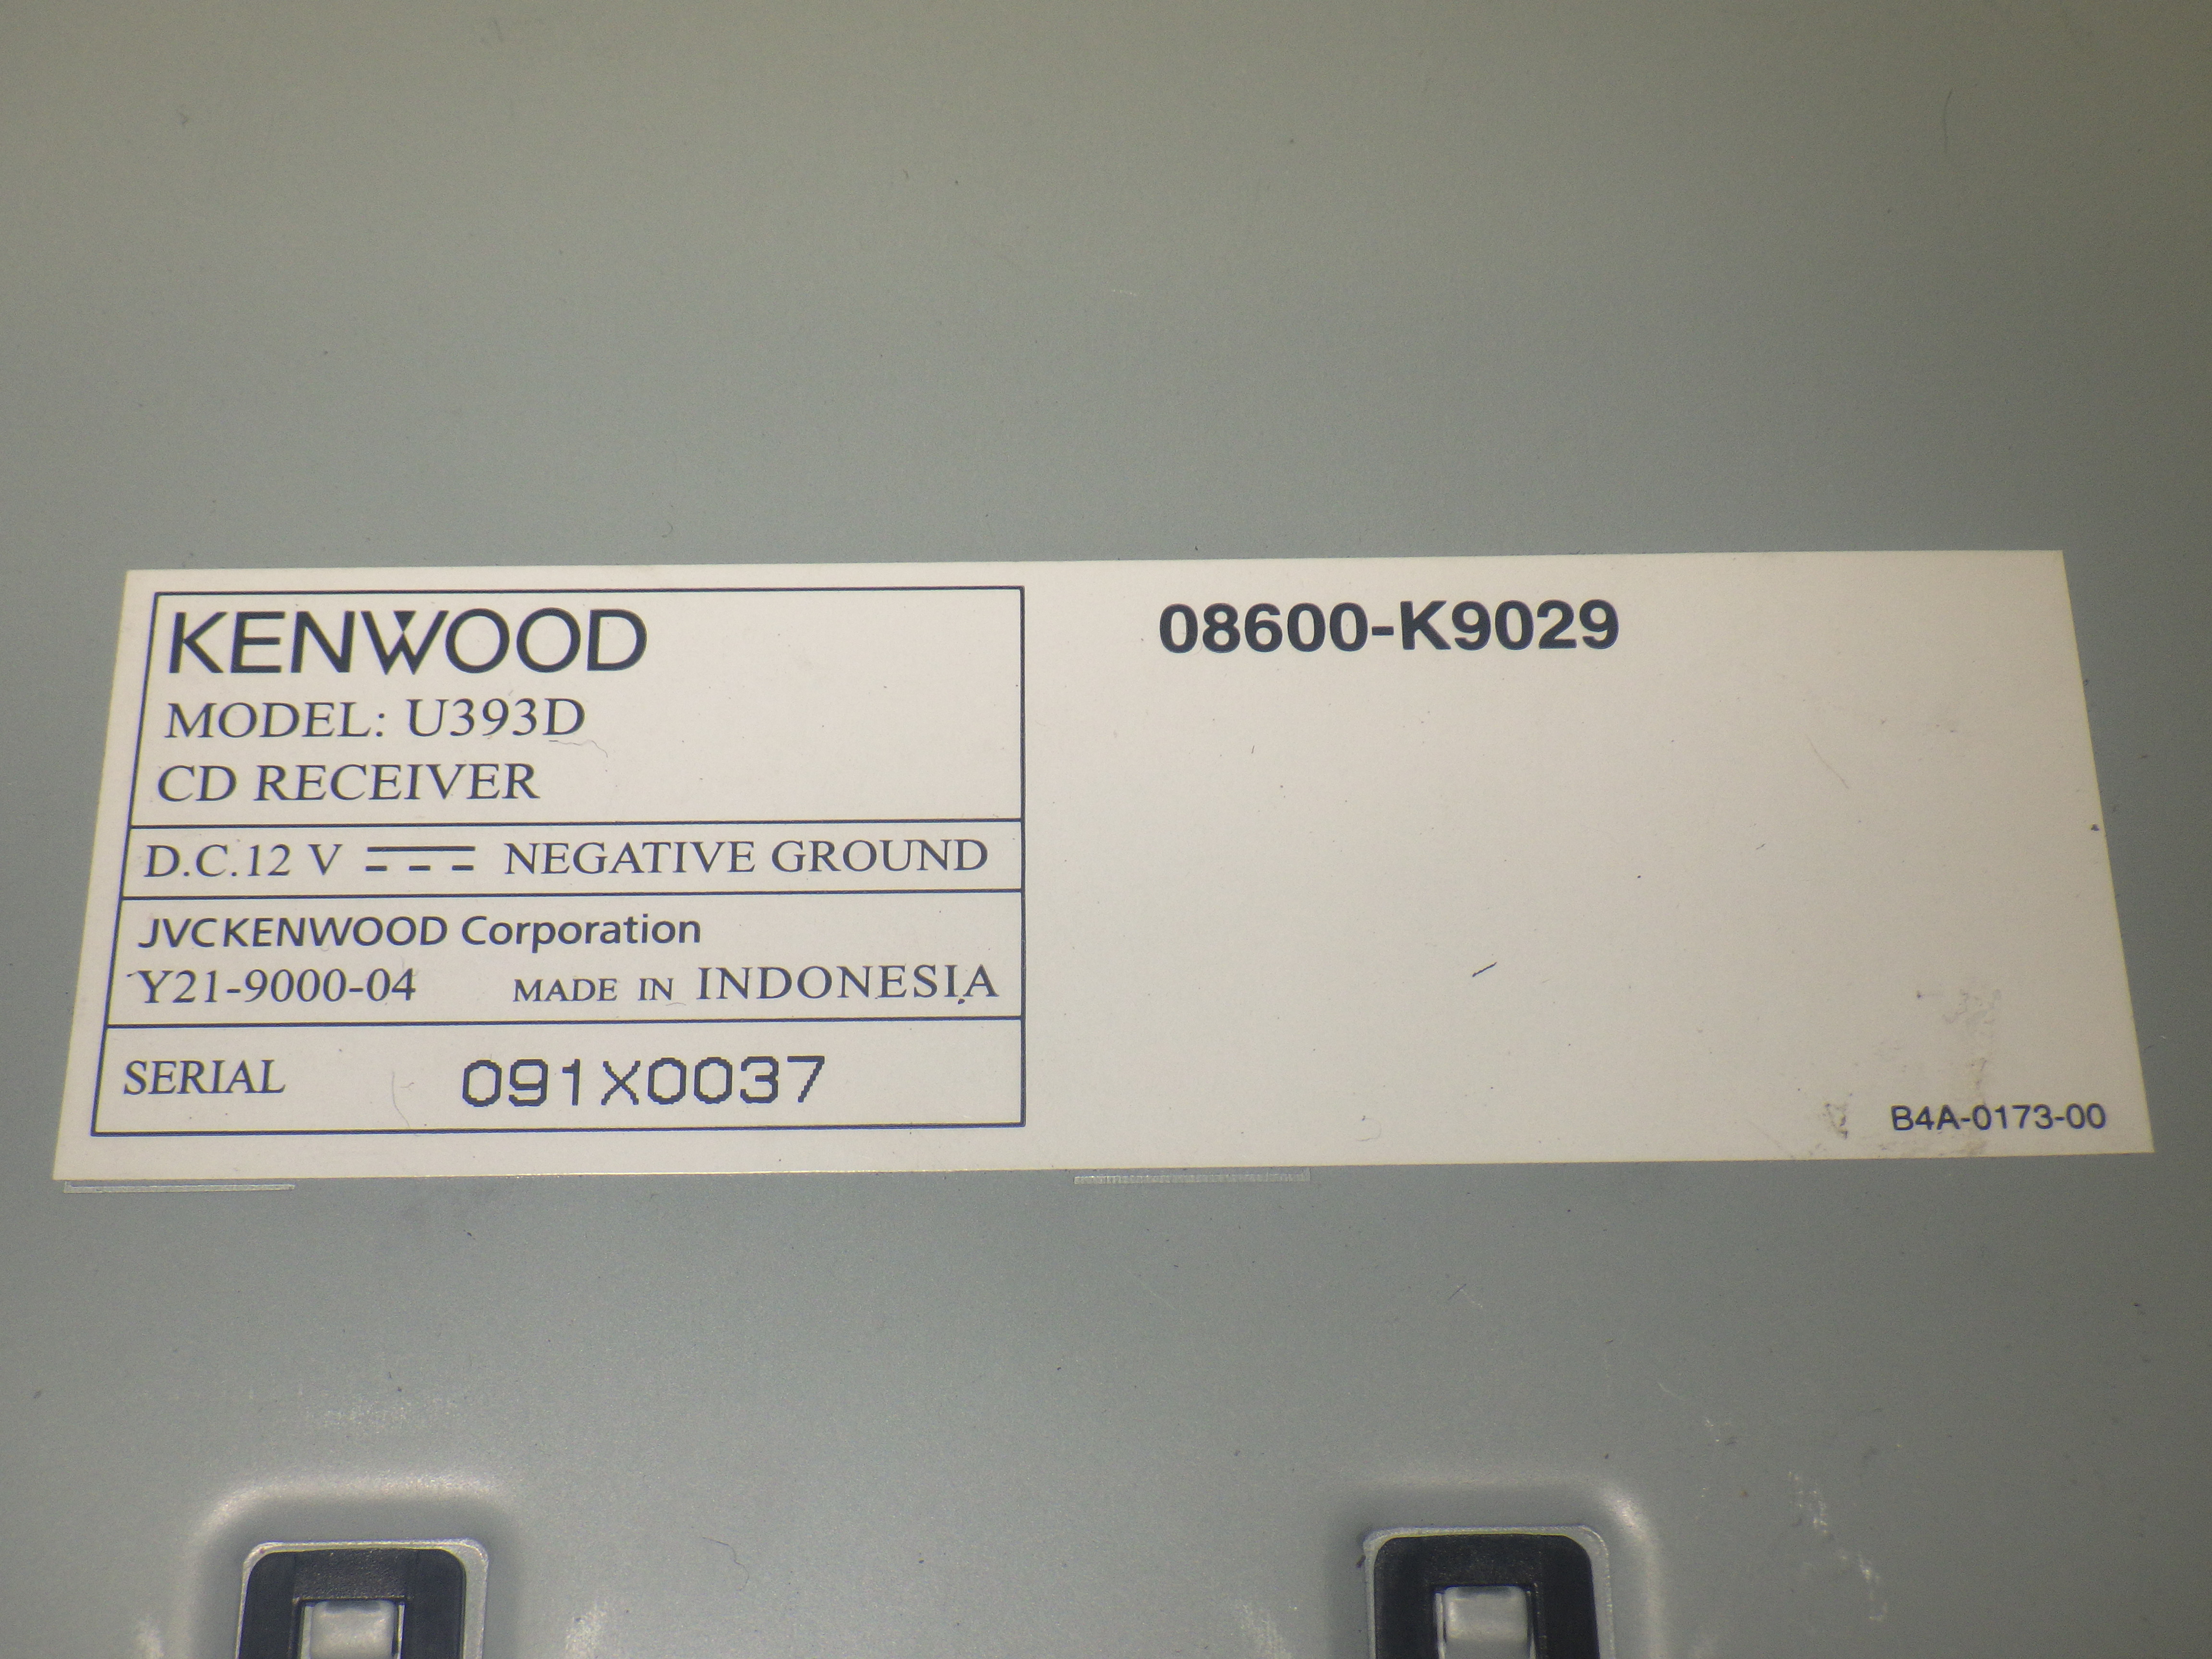 KENWOOD
MODEL: U393D
CD RECEIVER
D.C.12 V ⎓ NEGATIVE GROUND
JVCKENWOOD Corporation
Y21-9000-04 MADE IN INDONESIA
SERIAL 091X0037
08600-K9029
B4A-0173-00